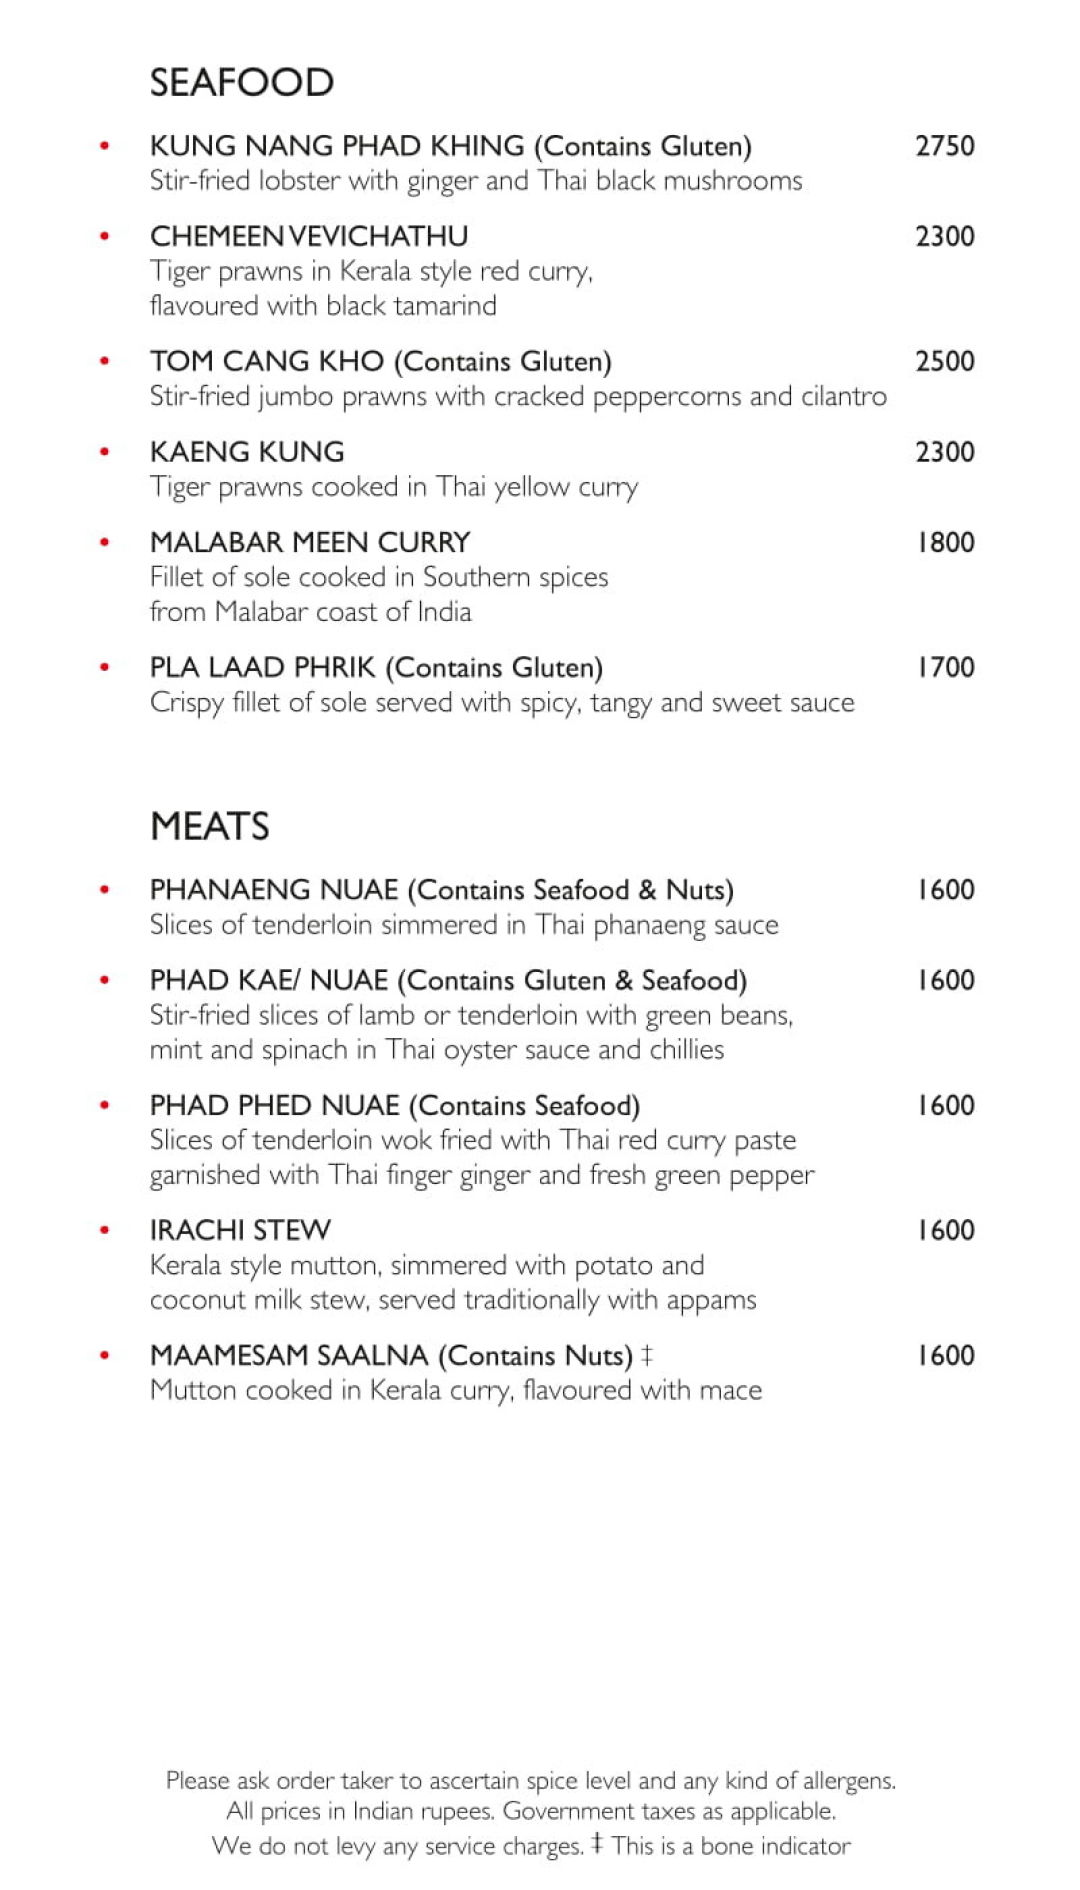 SEAFOOD
• KUNG NANG PHAD KHING (Contains Gluten) 2750
Stir-fried lobster with ginger and Thai black mushrooms
• CHEMEEN VEVICHATHU 2300
Tiger prawns in Kerala style red curry,
flavoured with black tamarind
• TOM CANG KHO (Contains Gluten) 2500
Stir-fried jumbo prawns with cracked peppercorns and cilantro
• KAENG KUNG 2300
Tiger prawns cooked in Thai yellow curry
• MALABAR MEEN CURRY 1800
Fillet of sole cooked in Southern spices
from Malabar coast of India
• PLA LAAD PHRIK (Contains Gluten) 1700
Crispy fillet of sole served with spicy, tangy and sweet sauce
MEATS
• PHANAENG NUAE (Contains Seafood & Nuts) 1600
Slices of tenderloin simmered in Thai phanaeng sauce
• PHAD KAE/ NUAE (Contains Gluten & Seafood) 1600
Stir-fried slices of lamb or tenderloin with green beans,
mint and spinach in Thai oyster sauce and chillies
• PHAD PHED NUAE (Contains Seafood) 1600
Slices of tenderloin wok fried with Thai red curry paste
garnished with Thai finger ginger and fresh green pepper
• IRACHI STEW 1600
Kerala style mutton, simmered with potato and
coconut milk stew, served traditionally with appams
• MAAMESAM SAALNA (Contains Nuts) ‡ 1600
Mutton cooked in Kerala curry, flavoured with mace
Please ask order taker to ascertain spice level and any kind of allergens.
All prices in Indian rupees. Government taxes as applicable.
We do not levy any service charges. ‡ This is a bone indicator